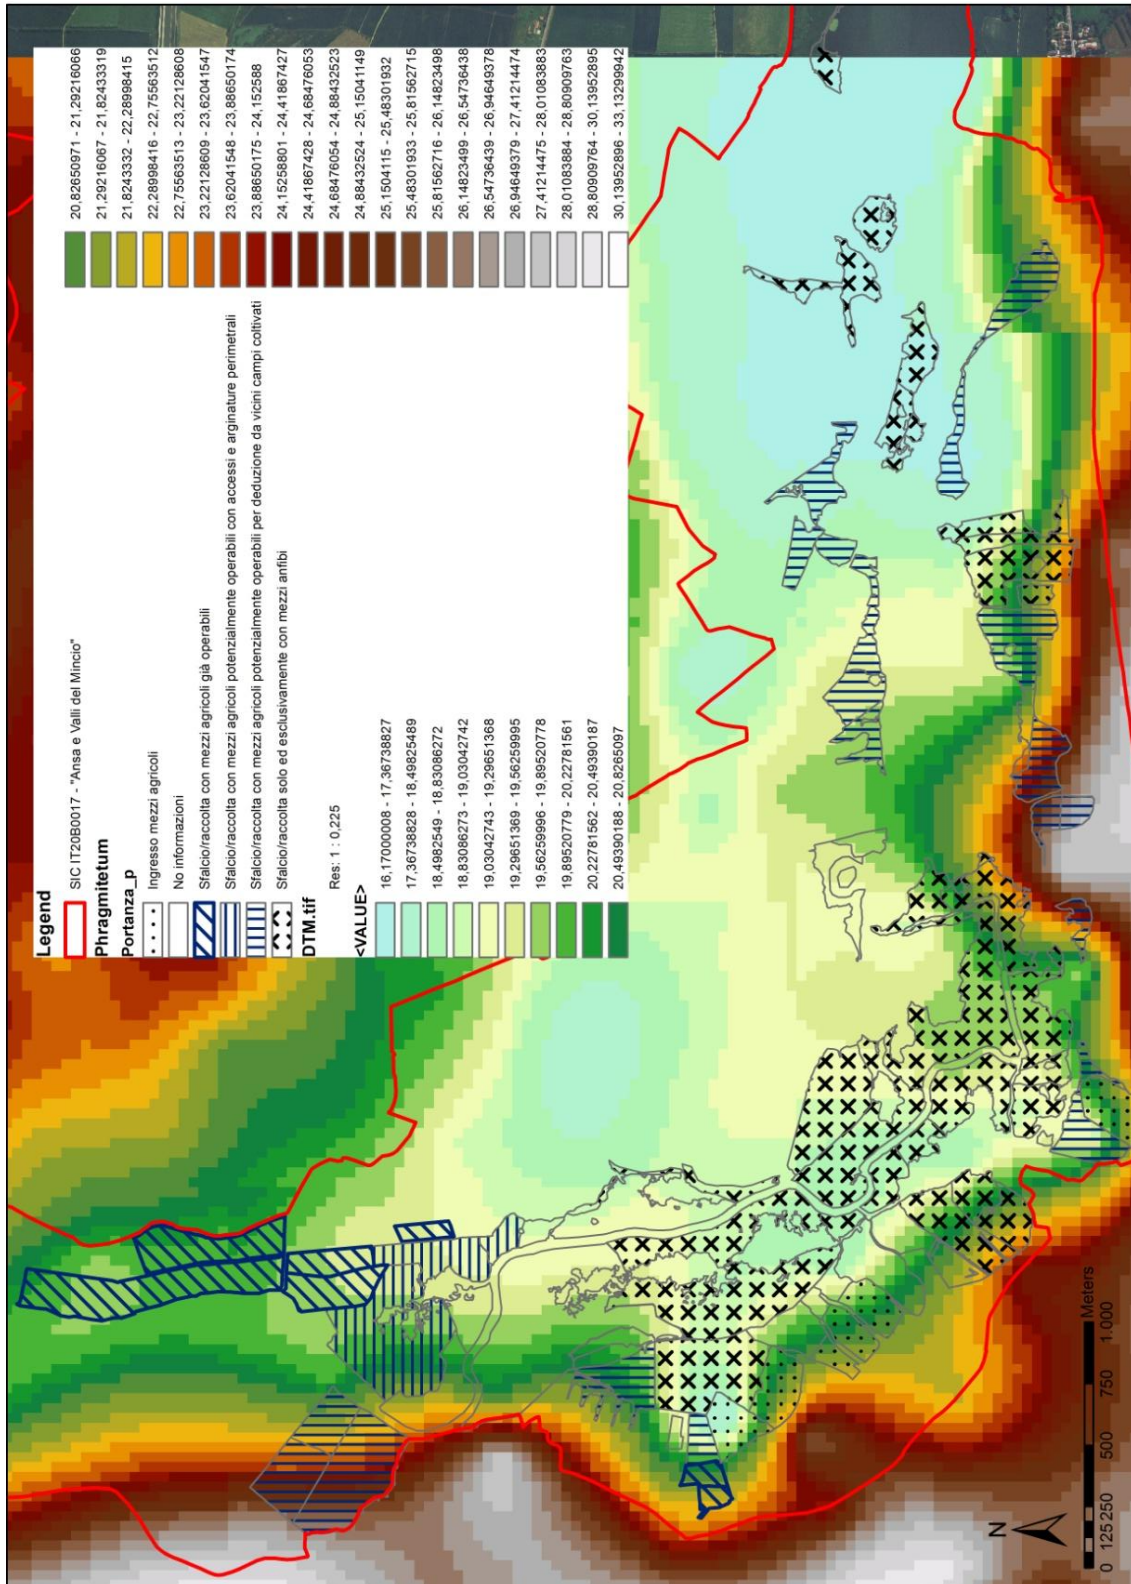 Legend
SIC IT20B0017 - "Ansa e Valli del Mincio"
Phragmitetum
Portanza_p
Ingresso mezzi agricoli
No informazioni
Sfalcio/raccolta con mezzi agricoli già operabili
Sfalcio/raccolta con mezzi agricoli potenzialmente operabili con accessi e arginature perimetrali
Sfalcio/raccolta con mezzi agricoli potenzialmente operabili per deduzione da vicini campi coltivati
Sfalcio/raccolta solo ed esclusivamente con mezzi anfibi
DTM.tif
Res: 1 : 0,225
<VALUE>
16,17000008 - 17,36738827
17,36738828 - 18,49825489
18,4982549 - 18,83086272
18,83086273 - 19,03042742
19,03042743 - 19,29651368
19,29651369 - 19,56259995
19,56259996 - 19,89520778
19,89520779 - 20,22781561
20,22781562 - 20,49390187
20,49390188 - 20,8265097
20,82650971 - 21,29216066
21,29216067 - 21,82433319
21,8243332 - 22,28998415
22,28998416 - 22,75563512
22,75563513 - 23,22128608
23,22128609 - 23,62041547
23,62041548 - 23,88650174
23,88650175 - 24,152588
24,15258801 - 24,41867427
24,41867428 - 24,68476053
24,68476054 - 24,88432523
24,88432524 - 25,15041149
25,1504115 - 25,48301932
25,48301933 - 25,81562715
25,81562716 - 26,14823498
26,14823499 - 26,54736438
26,54736439 - 26,94649378
26,94649379 - 27,41214474
27,41214475 - 28,01083883
28,01083884 - 28,80909763
28,80909764 - 30,13952895
30,13952896 - 33,13299942
N
0 125 250 500 750 1.000
Meters